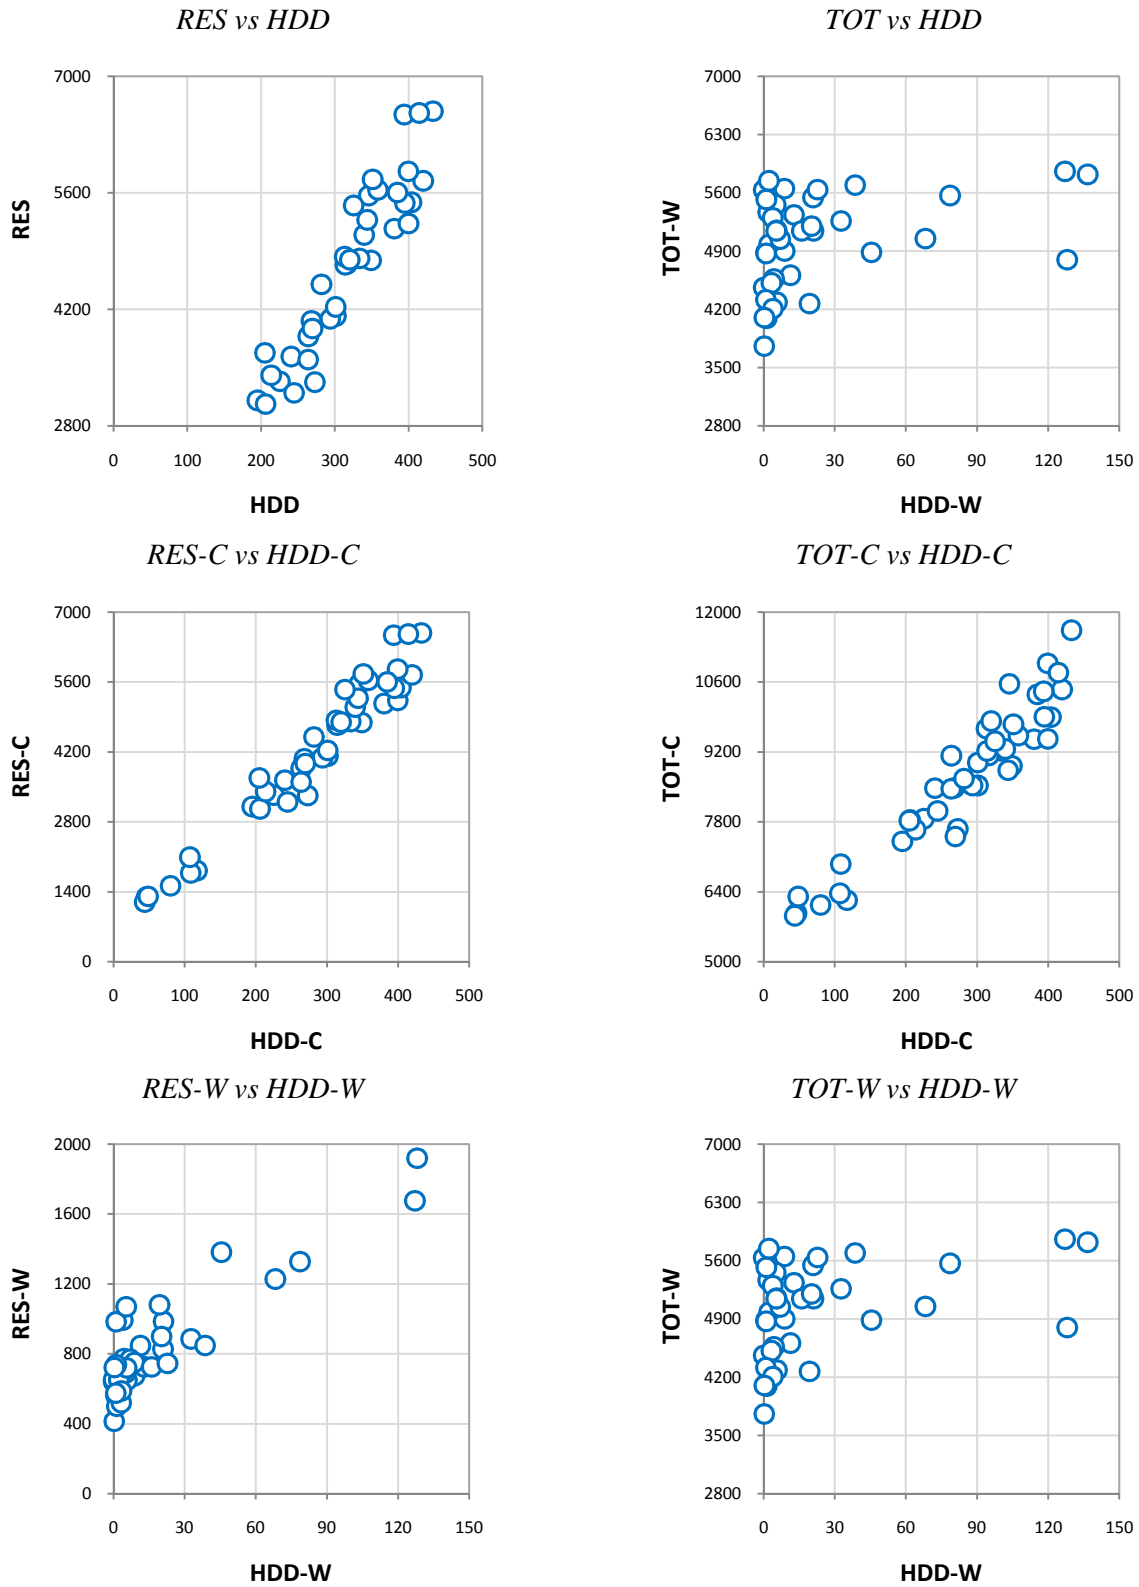 RES vs HDD
7000
5600
4200
2800
RES
0 100 200 300 400 500
HDD
TOT vs HDD
7000
6300
5600
4900
4200
3500
2800
TOT-W
0 30 60 90 120 150
HDD-W
RES-C vs HDD-C
7000
5600
4200
2800
1400
0
RES-C
0 100 200 300 400 500
HDD-C
TOT-C vs HDD-C
12000
10600
9200
7800
6400
5000
TOT-C
0 100 200 300 400 500
HDD-C
RES-W vs HDD-W
2000
1600
1200
800
400
0
RES-W
0 30 60 90 120 150
HDD-W
TOT-W vs HDD-W
7000
6300
5600
4900
4200
3500
2800
TOT-W
0 30 60 90 120 150
HDD-W